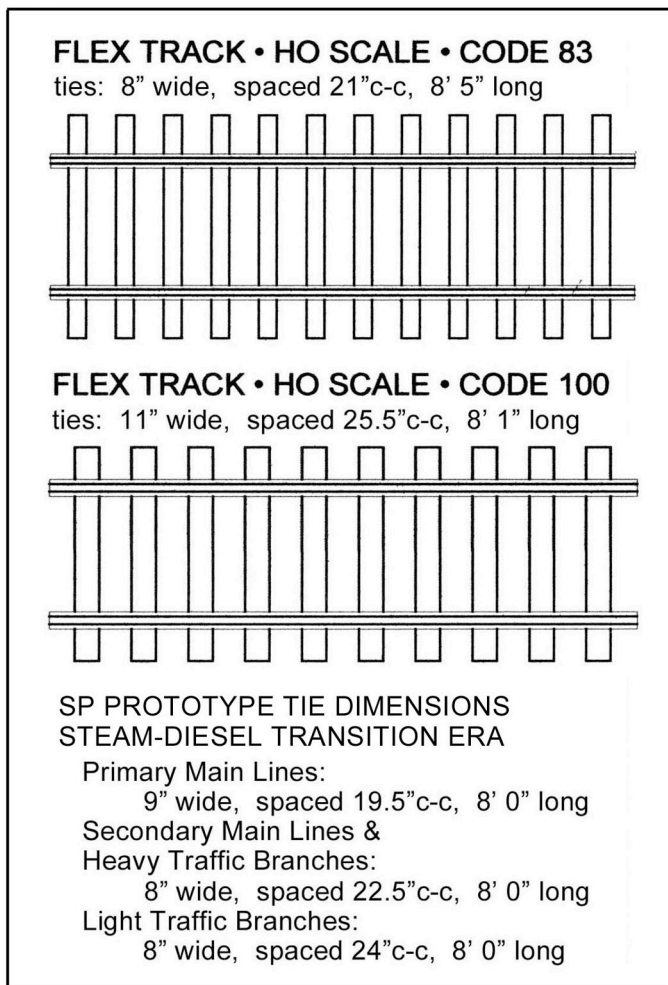 FLEX TRACK • HO SCALE • CODE 83
ties: 8” wide, spaced 21”c-c, 8’ 5” long
FLEX TRACK • HO SCALE • CODE 100
ties: 11” wide, spaced 25.5”c-c, 8’ 1” long
SP PROTOTYPE TIE DIMENSIONS
STEAM-DIESEL TRANSITION ERA
Primary Main Lines:
9” wide, spaced 19.5”c-c, 8’ 0” long
Secondary Main Lines &
Heavy Traffic Branches:
8” wide, spaced 22.5”c-c, 8’ 0” long
Light Traffic Branches:
8” wide, spaced 24”c-c, 8’ 0” long